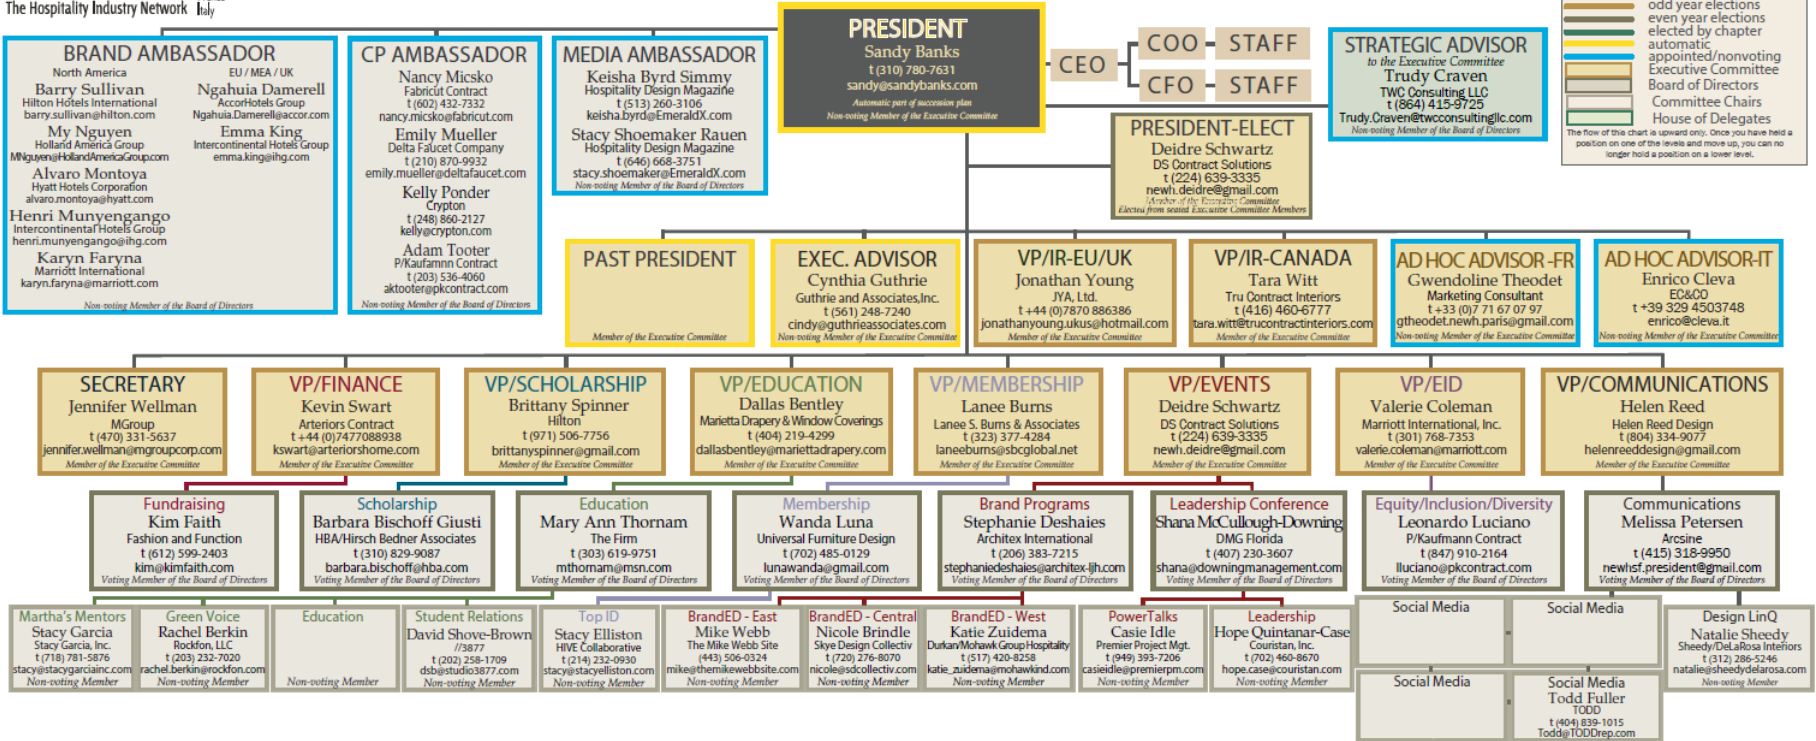 The Hospitality Industry Network
Italy
BRAND AMBASSADOR
North America
Barry Sullivan
Hilton Hotels International
barry.sullivan@hilton.com
My Nguyen
Holland America Group
MNguyen@HollandAmericaGroup.com
Alvaro Montoya
Hyatt Hotels Corporation
alvaro.montoya@hyatt.com
Henri Munyengango
Intercontinental Hotels Group
henri.munyengango@ihg.com
Karyn Faryna
Marriott International
karyn.faryna@marriott.com
EU / MEA / UK
Ngahuia Damerell
AccorHotels Group
Ngahuia.Damerell@accor.com
Emma King
Intercontinental Hotels Group
emma.king@ihg.com
Non-voting Member of the Board of Directors
CP AMBASSADOR
Nancy Micsko
Fabricut Contract
t (602) 432-7332
nancy.micsko@fabricut.com
Emily Mueller
Delta Faucet Company
t (210) 870-9932
emily.mueller@deltafaucet.com
Kelly Ponder
Crypton
t (248) 860-2127
kelly@crypton.com
Adam Tooter
P/Kaufamnn Contract
t (203) 536-4060
aktooter@pkcontract.com
Non-voting Member of the Board of Directors
MEDIA AMBASSADOR
Keisha Byrd Simmy
Hospitality Design Magazine
t (513) 260-3106
keisha.byrd@EmeraldX.com
Stacy Shoemaker Rauen
Hospitality Design Magazine
t (646) 668-3751
stacy.shoemaker@EmeraldX.com
Non-voting Member of the Board of Directors
PRESIDENT
Sandy Banks
t (310) 780-7631
sandy@sandybanks.com
Automatic part of succession plan
Non-voting Member of the Executive Committee
CEO
COO
STAFF
CFO
STAFF
STRATEGIC ADVISOR
to the Executive Committee
Trudy Craven
TWC Consulting LLC
t (864) 415-9725
Trudy.Craven@twcconsultingllc.com
Non-voting Member of the Board of Directors
odd year elections
even year elections
elected by chapter
automatic
appointed/nonvoting
Executive Committee
Board of Directors
Committee Chairs
House of Delegates
The flow of this chart is upward only. Once you have held a
position on one of the levels and move up, you can no
longer hold a position on a lower level.
PRESIDENT-ELECT
Deidre Schwartz
DS Contract Solutions
t (224) 639-3335
newh.deidre@gmail.com
Member of the Executive Committee
Elected from seated Executive Committee Members
PAST PRESIDENT
Member of the Executive Committee
EXEC. ADVISOR
Cynthia Guthrie
Guthrie and Associates,Inc.
t (561) 248-7240
cindy@guthrieassociates.com
Non-voting Member of the Executive Committee
VP/IR-EU/UK
Jonathan Young
JYA, Ltd.
t +44 (0)7870 886386
jonathanyoung.ukus@hotmail.com
Member of the Executive Committee
VP/IR-CANADA
Tara Witt
Tru Contract Interiors
t (416) 460-6777
tara.witt@trucontractinteriors.com
Member of the Executive Committee
AD HOC ADVISOR -FR
Gwendoline Theodet
Marketing Consultant
t +33 (0)7 71 67 07 97
gtheodet.newh.paris@gmail.com
Non-voting Member of the Executive Committee
AD HOC ADVISOR-IT
Enrico Cleva
EC&CO
t +39 329 4503748
enrico@cleva.it
Non-voting Member of the Executive Committee
SECRETARY
Jennifer Wellman
MGroup
t (470) 331-5637
jennifer.wellman@mgroupcorp.com
Member of the Executive Committee
VP/FINANCE
Kevin Swart
Arteriors Contract
t +44 (0)7477088938
kswart@arteriorshome.com
Member of the Executive Committee
VP/SCHOLARSHIP
Brittany Spinner
Hilton
t (971) 506-7756
brittanyspinner@gmail.com
Member of the Executive Committee
VP/EDUCATION
Dallas Bentley
Marietta Drapery & Window Coverings
t (404) 219-4299
dallasbentley@mariettadrapery.com
Member of the Executive Committee
VP/MEMBERSHIP
Lanee Burns
Lanee S. Burns & Associates
t (323) 377-4284
laneeburns@sbcglobal.net
Member of the Executive Committee
VP/EVENTS
Deidre Schwartz
DS Contract Solutions
t (224) 639-3335
newh.deidre@gmail.com
Member of the Executive Committee
VP/EID
Valerie Coleman
Marriott International, Inc.
t (301) 768-7353
valerie.coleman@marriott.com
Member of the Executive Committee
VP/COMMUNICATIONS
Helen Reed
Helen Reed Design
t (804) 334-9077
helenreeddesign@gmail.com
Member of the Executive Committee
Fundraising
Kim Faith
Fashion and Function
t (612) 599-2403
kim@kimfaith.com
Voting Member of the Board of Directors
Scholarship
Barbara Bischoff Giusti
HBA/Hirsch Bedner Associates
t (310) 829-9087
barbara.bischoff@hba.com
Voting Member of the Board of Directors
Education
Mary Ann Thornam
The Firm
t (303) 619-9751
mthornam@msn.com
Voting Member of the Board of Directors
Membership
Wanda Luna
Universal Furniture Design
t (702) 485-0129
lunawanda@gmail.com
Voting Member of the Board of Directors
Brand Programs
Stephanie Deshaies
Architex International
t (206) 383-7215
stephaniedeshaies@architex-ljh.com
Voting Member of the Board of Directors
Leadership Conference
Shana McCullough-Downing
DMG Florida
t (407) 230-3607
shana@downingmanagement.com
Voting Member of the Board of Directors
Equity/Inclusion/Diversity
Leonardo Luciano
P/Kaufmann Contract
t (847) 910-2164
lluciano@pkcontract.com
Voting Member of the Board of Directors
Communications
Melissa Petersen
Arcsine
t (415) 318-9950
newhsf.president@gmail.com
Voting Member of the Board of Directors
Martha's Mentors
Stacy Garcia
Stacy Garcia, Inc.
t (718) 781-5876
stacy@stacygarciainc.com
Non-voting Member
Green Voice
Rachel Berkin
Rockfon, LLC
t (203) 232-7020
rachel.berkin@rockfon.com
Non-voting Member
Education
Non-voting Member
Student Relations
David Shove-Brown
//3877
t (202) 258-1709
dsb@studio3877.com
Non-voting Member
Top ID
Stacy Elliston
HIVE Collaborative
t (214) 232-0930
stacy@stacyelliston.com
Non-voting Member
BrandED - East
Mike Webb
The Mike Webb Site
(443) 506-0324
mike@themikewebbsite.com
Non-voting Member
BrandED - Central
Nicole Brindle
Skye Design Collectiv
t (720) 276-8070
nicole@sdcollectiv.com
Non-voting Member
BrandED - West
Katie Zuidema
Durkan/Mohawk Group Hospitality
t (517) 420-8258
katie_zuidema@mohawkind.com
Non-voting Member
PowerTalks
Casie Idle
Premier Project Mgt.
t (949) 393-7206
casieidle@premierpm.com
Non-voting Member
Leadership
Hope Quintanar-Case
Couristan, Inc.
t (702) 460-8670
hope.case@couristan.com
Non-voting Member
Social Media
Social Media
Social Media
Social Media
Todd Fuller
TODD
t (404) 839-1015
Todd@TODDrep.com
Design LinQ
Natalie Sheedy
Sheedy/DeLaRosa Interiors
t (312) 286-5246
natalie@sheedydelarosa.com
Non-voting Member